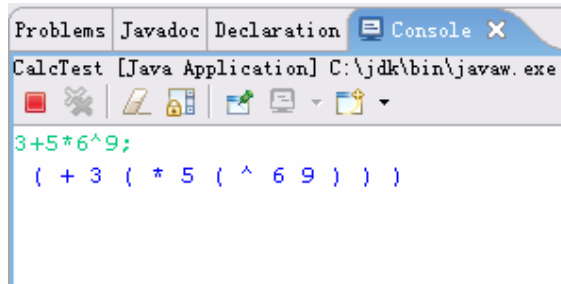 Problems Javadoc Declaration Console
CalcTest [Java Application] C:\jdk\bin\javaw.exe
3+5*6^9;
( + 3 ( * 5 ( ^ 6 9 ) ) )